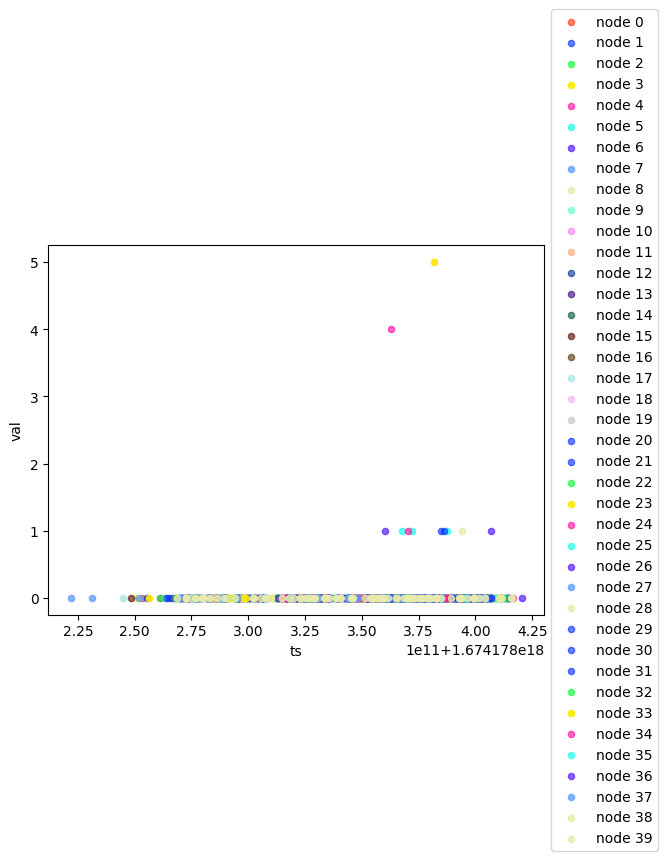 node 0
node 1
node 2
node 3
node 4
node 5
node 6
node 7
node 8
node 9
node 10
node 11
node 12
node 13
node 14
node 15
node 16
node 17
node 18
node 19
node 20
node 21
node 22
node 23
node 24
node 25
node 26
node 27
node 28
node 29
node 30
node 31
node 32
node 33
node 34
node 35
node 36
node 37
node 38
node 39
5
4
3
2
1
0
val
2.25 2.50 2.75 3.00 3.25 3.50 3.75 4.00 4.25
ts
1e11+1.674178e18